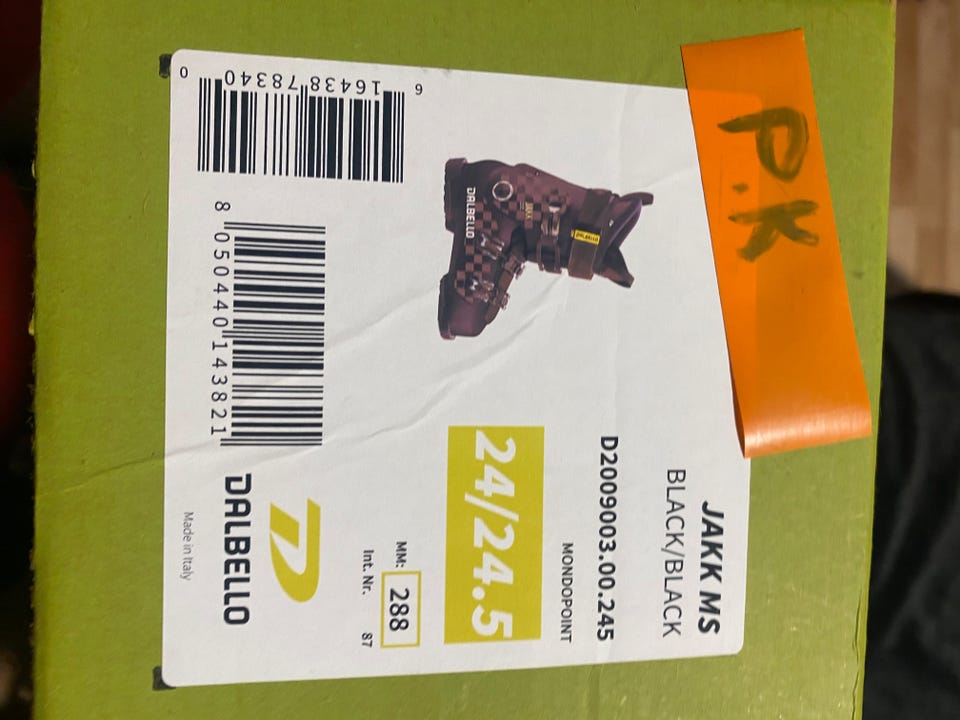 P.K
JAKK MS
BLACK/BLACK
D2009003.00.245
MONDOPOINT
24/24.5
MM: 288
Int. Nr. 87
DALBELLO
DALBELLO
Made in Italy
8 050440 143821
6 16438 78340 0